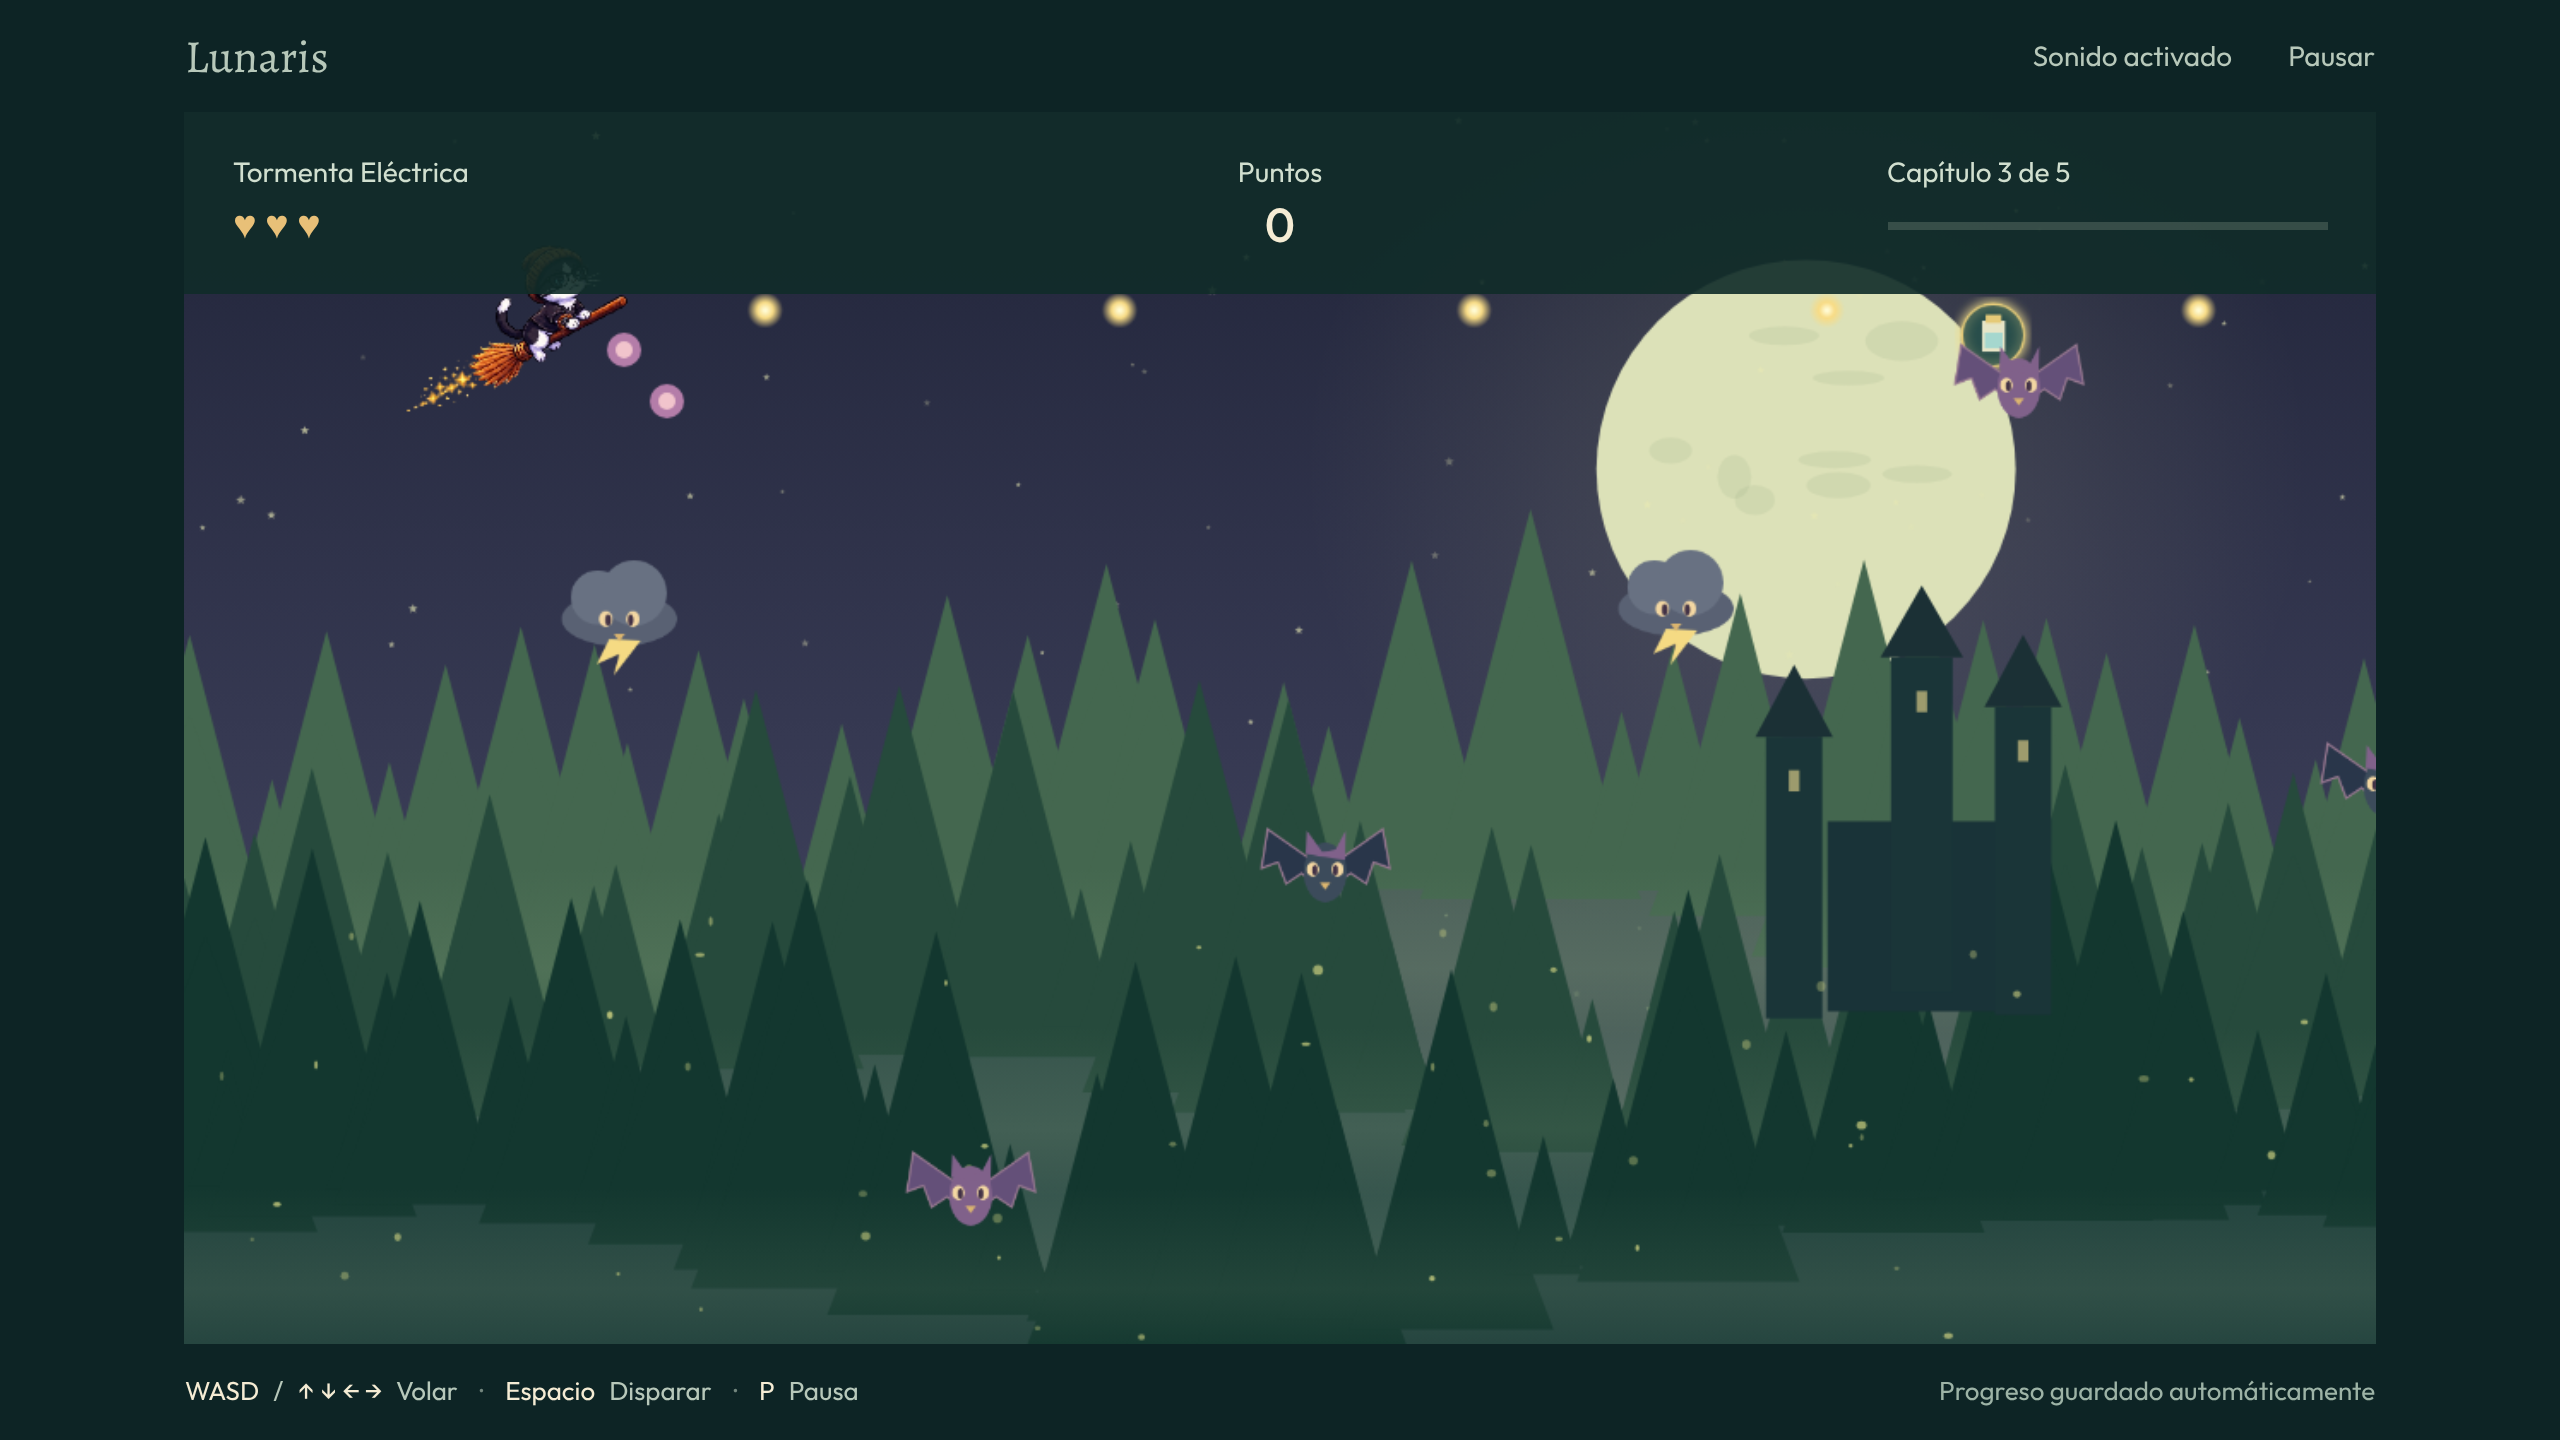 Lunaris
Sonido activado
Pausar
Tormenta Eléctrica
♥ ♥ ♥
Puntos
0
Capítulo 3 de 5
WASD / ↑ ↓ ← → Volar · Espacio Disparar · P Pausa
Progreso guardado automáticamente